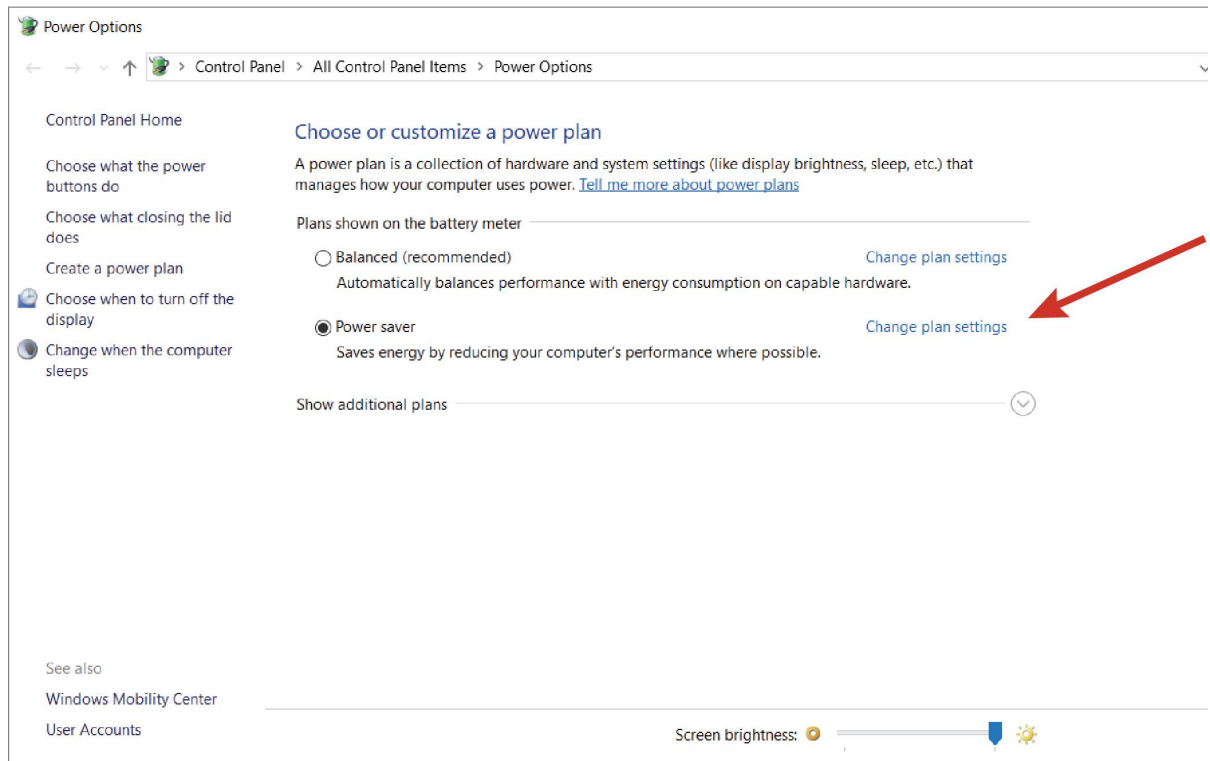 Power Options
Control Panel > All Control Panel Items > Power Options
Control Panel Home
Choose what the power
buttons do
Choose what closing the lid
does
Create a power plan
Choose when to turn off the
display
Change when the computer
sleeps
Choose or customize a power plan
A power plan is a collection of hardware and system settings (like display brightness, sleep, etc.) that
manages how your computer uses power. Tell me more about power plans
Plans shown on the battery meter
Balanced (recommended) Change plan settings
Automatically balances performance with energy consumption on capable hardware.
Power saver Change plan settings
Saves energy by reducing your computer's performance where possible.
Show additional plans
See also
Windows Mobility Center
User Accounts
Screen brightness: